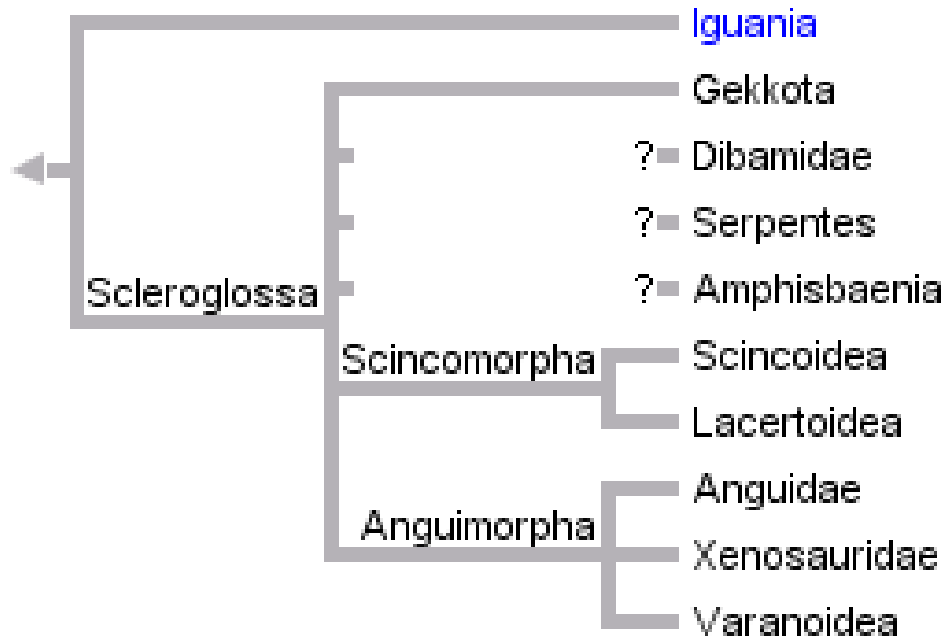 Iguania
Gekkota
? Dibamidae
? Serpentes
Scleroglossa
? Amphisbaenia
Scincomorpha
Scincoidea
Lacertoidea
Anguidae
Anguimorpha
Xenosauridae
Varanoidea